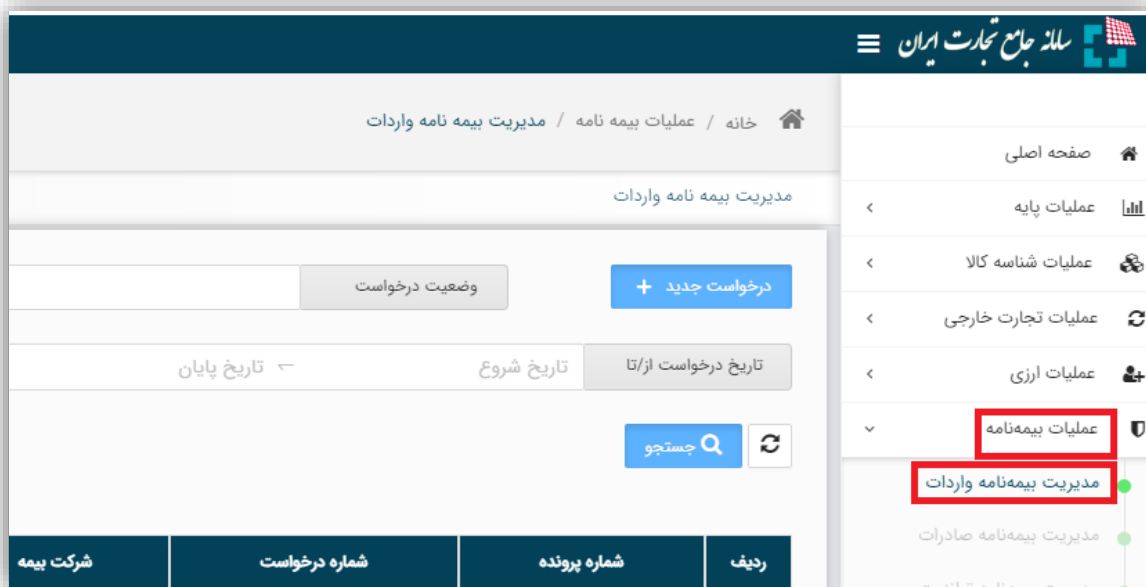 سامانه جامع تجارت ایران
خانه / عملیات بیمه نامه / مدیریت بیمه نامه واردات
مدیریت بیمه نامه واردات
درخواست جدید +
وضعیت درخواست
تاریخ درخواست از/تا
تاریخ شروع
تاریخ پایان
جستجو
ردیف
شماره پرونده
شماره درخواست
شرکت بیمه
صفحه اصلی
عملیات پایه
عملیات شناسه کالا
عملیات تجارت خارجی
عملیات ارزی
عملیات بیمه‌نامه
مدیریت بیمه‌نامه واردات
مدیریت بیمه‌نامه صادرات